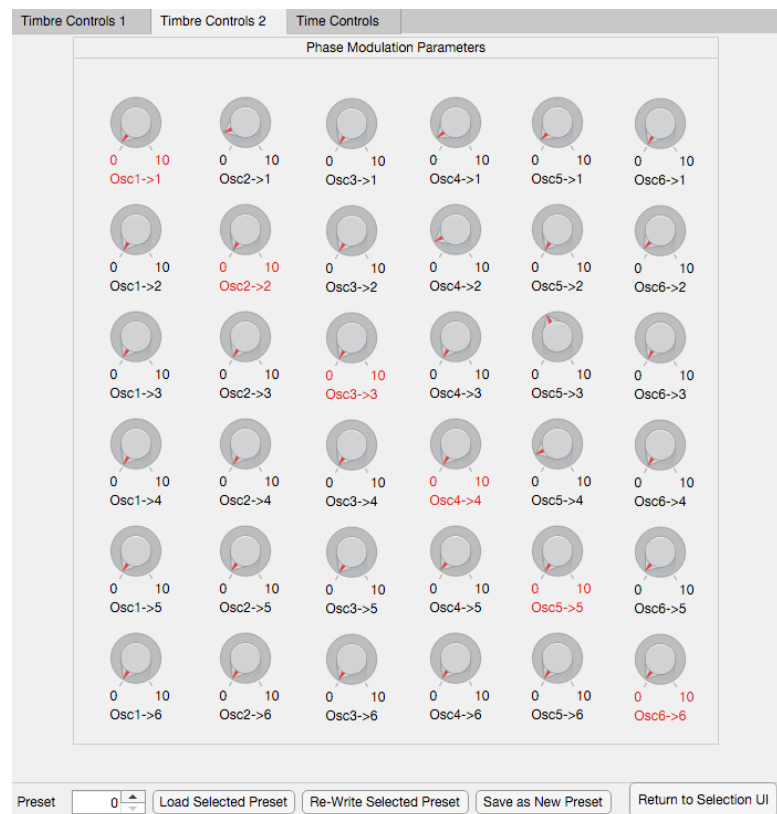 Timbre Controls 1 Timbre Controls 2 Time Controls
Phase Modulation Parameters
0 10 0 10 0 10 0 10 0 10 0 10
Osc1->1 Osc2->1 Osc3->1 Osc4->1 Osc5->1 Osc6->1
0 10 0 10 0 10 0 10 0 10 0 10
Osc1->2 Osc2->2 Osc3->2 Osc4->2 Osc5->2 Osc6->2
0 10 0 10 0 10 0 10 0 10 0 10
Osc1->3 Osc2->3 Osc3->3 Osc4->3 Osc5->3 Osc6->3
0 10 0 10 0 10 0 10 0 10 0 10
Osc1->4 Osc2->4 Osc3->4 Osc4->4 Osc5->4 Osc6->4
0 10 0 10 0 10 0 10 0 10 0 10
Osc1->5 Osc2->5 Osc3->5 Osc4->5 Osc5->5 Osc6->5
0 10 0 10 0 10 0 10 0 10 0 10
Osc1->6 Osc2->6 Osc3->6 Osc4->6 Osc5->6 Osc6->6
Preset 0 Load Selected Preset Re-Write Selected Preset Save as New Preset Return to Selection UI